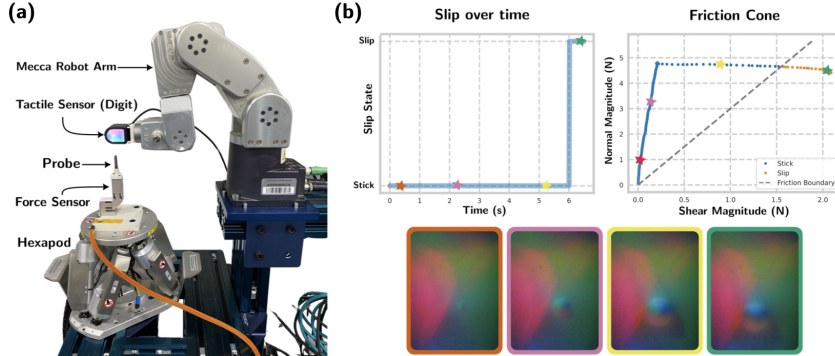 (a)
Mecca Robot Arm
Tactile Sensor (Digit)
Probe
Force Sensor
Hexapod
(b)
Slip over time
Slip
Slip State
Stick
0 1 2 3 4 5 6
Time (s)
Friction Cone
Normal Magnitude (N)
5
4
3
2
1
0
Stick
Slip
Friction Boundary
0.0 0.5 1.0 1.5 2.0
Shear Magnitude (N)